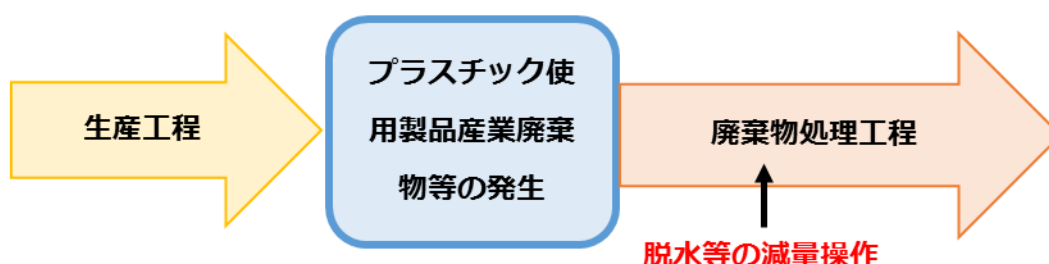 生産工程
プラスチック使
用製品産業廃棄
物等の発生
廃棄物処理工程
脱水等の減量操作